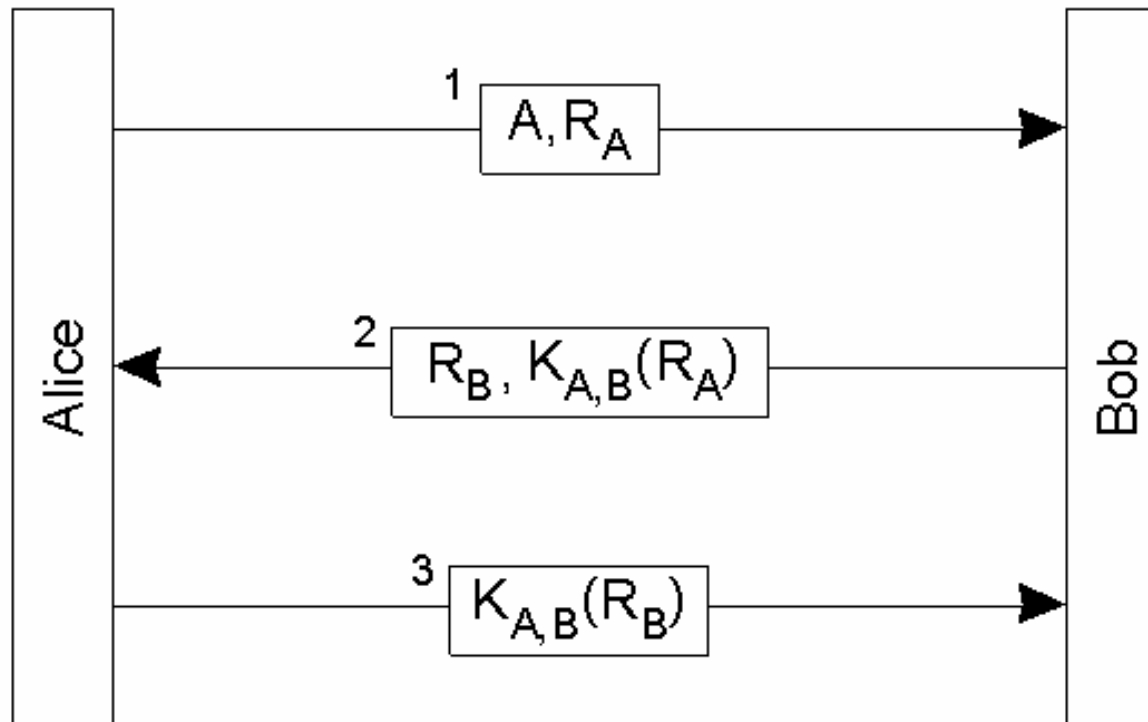 Alice
Bob
1
A, R_A
2
R_B, K_A,B(R_A)
3
K_A,B(R_B)